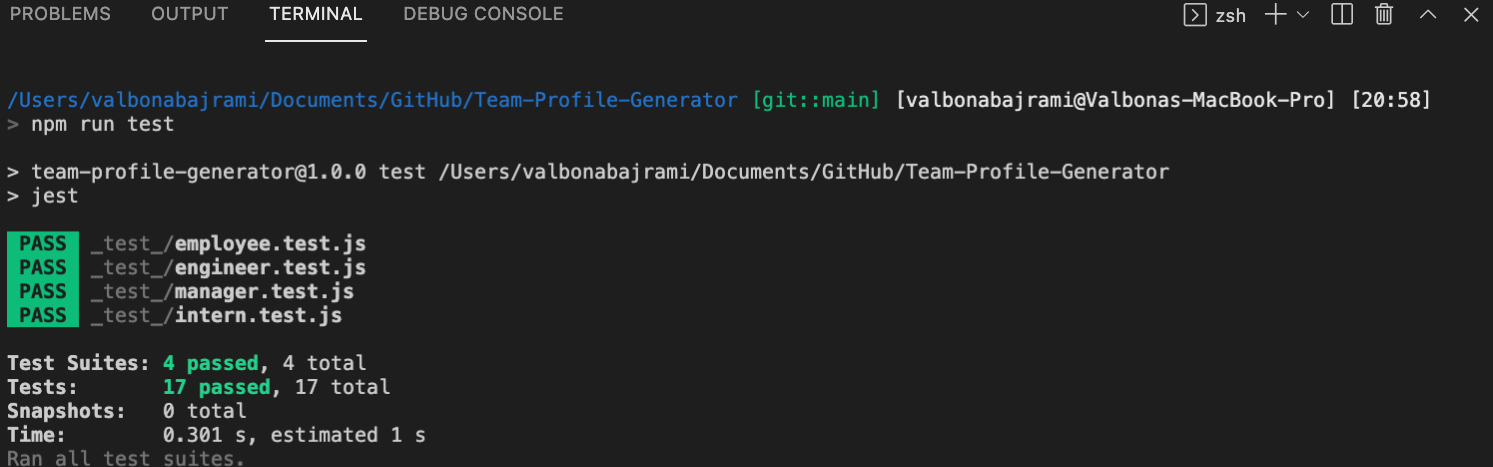 PROBLEMS OUTPUT TERMINAL DEBUG CONSOLE zsh
/Users/valbonabajrami/Documents/GitHub/Team-Profile-Generator [git::main] [valbonabajrami@Valbonas-MacBook-Pro] [20:58]
> npm run test
> team-profile-generator@1.0.0 test /Users/valbonabajrami/Documents/GitHub/Team-Profile-Generator
> jest
PASS _test_/employee.test.js
PASS _test_/engineer.test.js
PASS _test_/manager.test.js
PASS _test_/intern.test.js
Test Suites: 4 passed, 4 total
Tests: 17 passed, 17 total
Snapshots: 0 total
Time: 0.301 s, estimated 1 s
Ran all test suites.